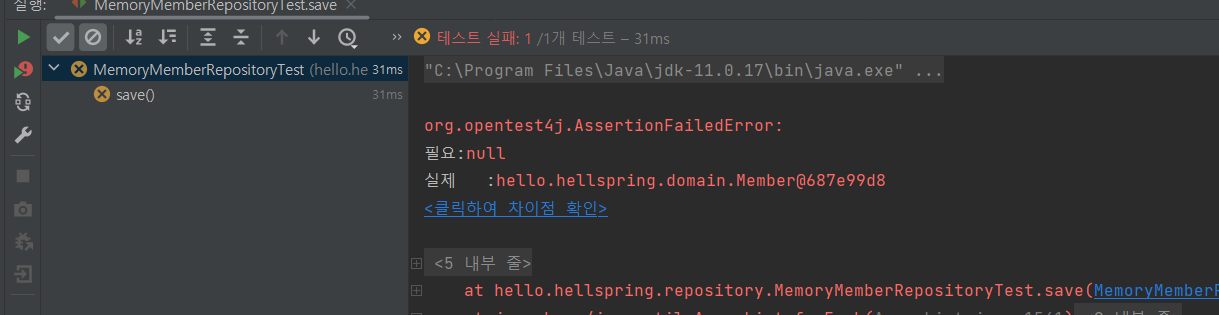 실행: MemoryMemberRepositoryTest.save ×
» 테스트 실패: 1 /1개 테스트 – 31ms
MemoryMemberRepositoryTest (hello.he 31ms
save() 31ms
"C:\Program Files\Java\jdk-11.0.17\bin\java.exe" ...
org.opentest4j.AssertionFailedError:
필요:null
실제   :hello.hellspring.domain.Member@687e99d8
<클릭하여 차이점 확인>
<5 내부 줄>
at hello.hellspring.repository.MemoryMemberRepositoryTest.save(MemoryMemberR